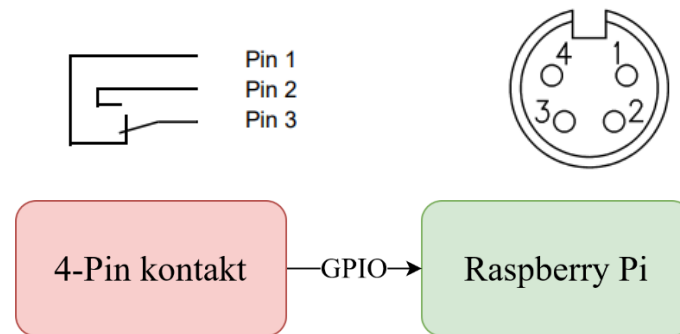 Pin 1
Pin 2
Pin 3
4 1
3 2
4-Pin kontakt
GPIO
Raspberry Pi